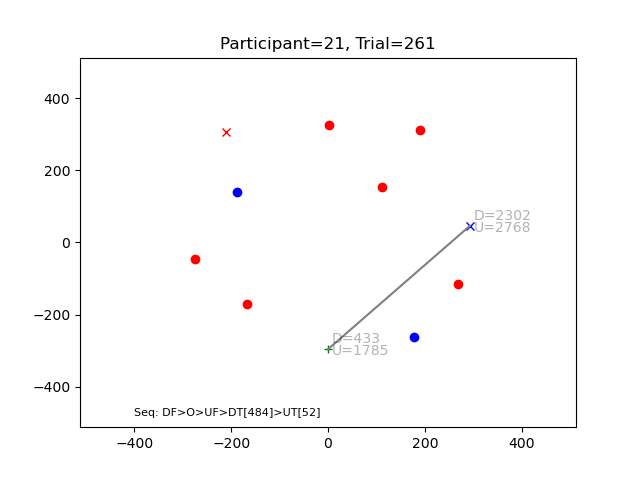 Participant=21, Trial=261
400
200
0
−200
−400
D=2302
U=2768
D=433
U=1785
Seq: DF>O>UF>DT[484]>UT[52]
−400
−200
0
200
400